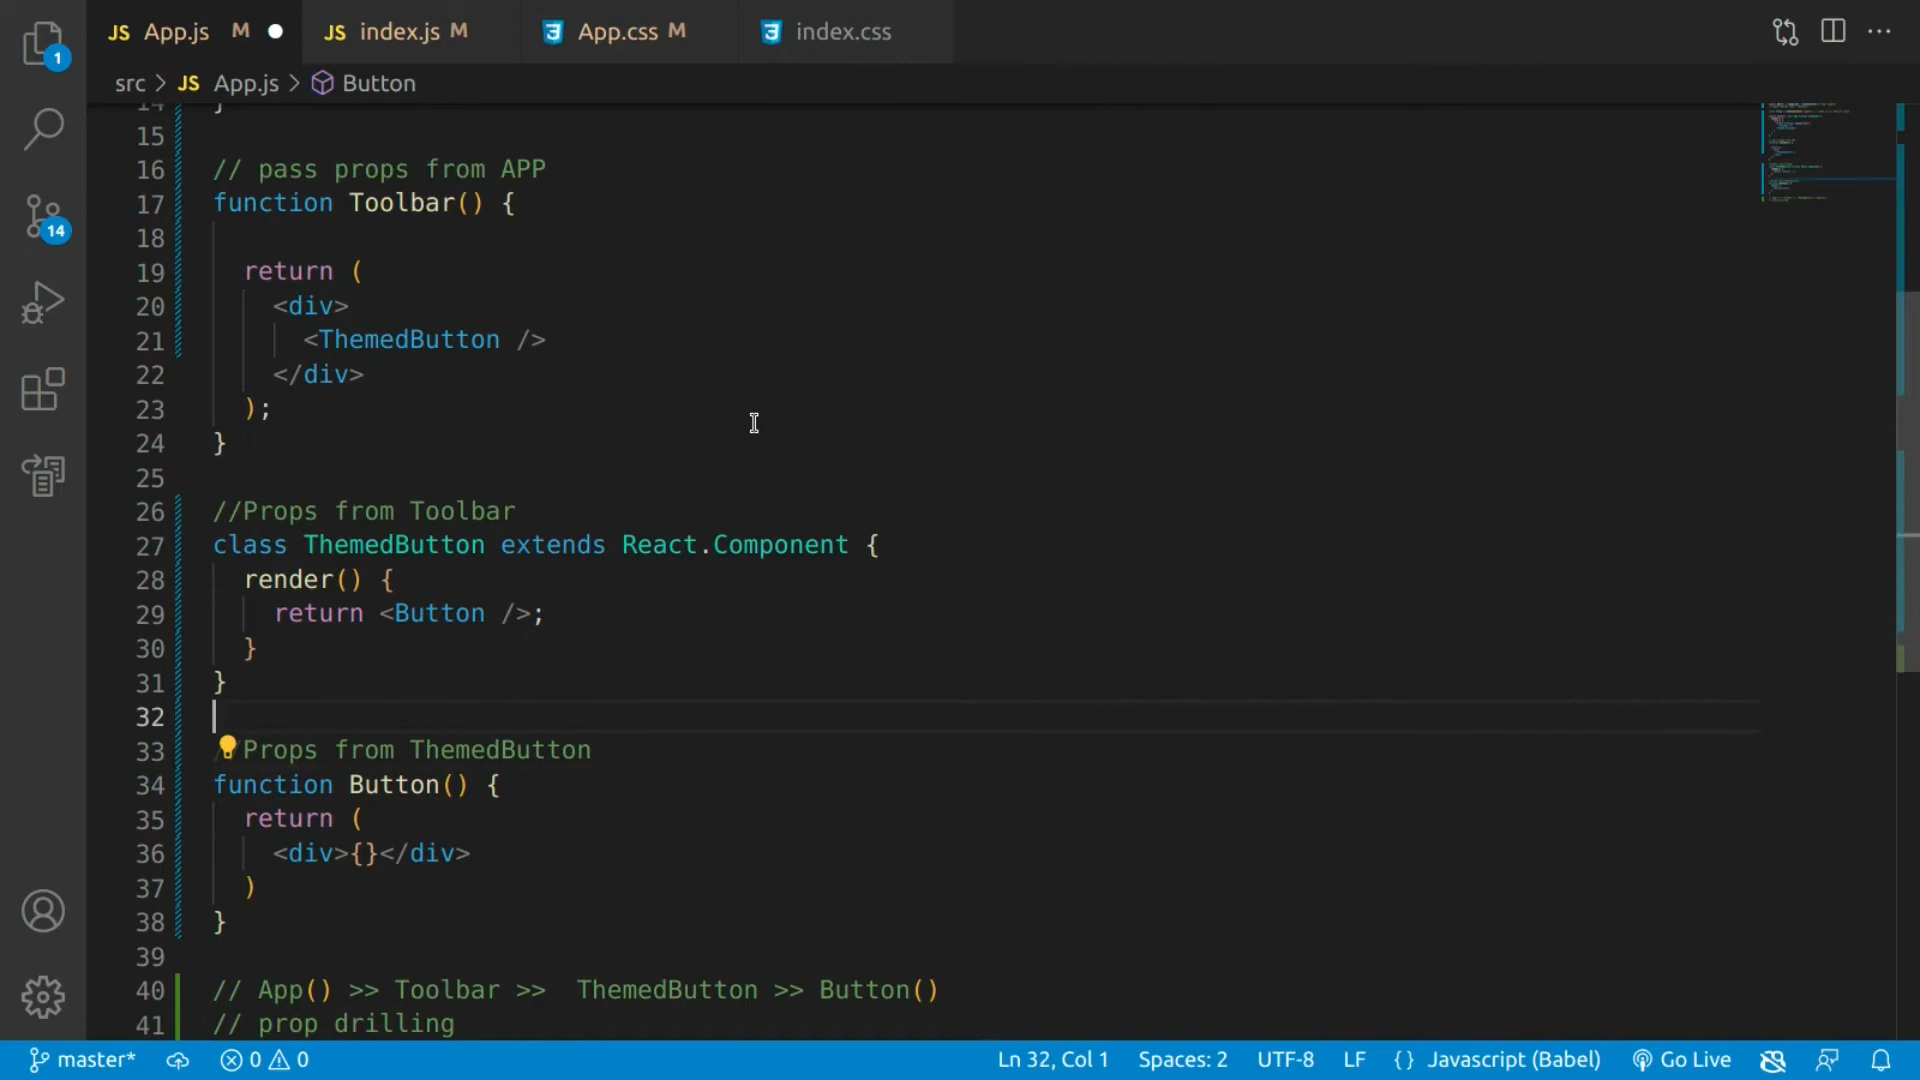 JS App.js M
JS index.js M
App.css M
index.css
1
src > JS App.js > Button
14 }
15
16 // pass props from APP
17 function Toolbar() {
18
14
19 return (
20 <div>
21 <ThemedButton />
22 </div>
23 );
24 }
25
26 //Props from Toolbar
27 class ThemedButton extends React.Component {
28 render() {
29 return <Button />;
30 }
31 }
32
33 Props from ThemedButton
34 function Button() {
35 return (
36 <div>{}</div>
37 )
38 }
39
40 // App() >> Toolbar >>  ThemedButton >> Button()
41 // prop drilling
master* 0 0 Ln 32, Col 1 Spaces: 2 UTF-8 LF { } Javascript (Babel) Go Live